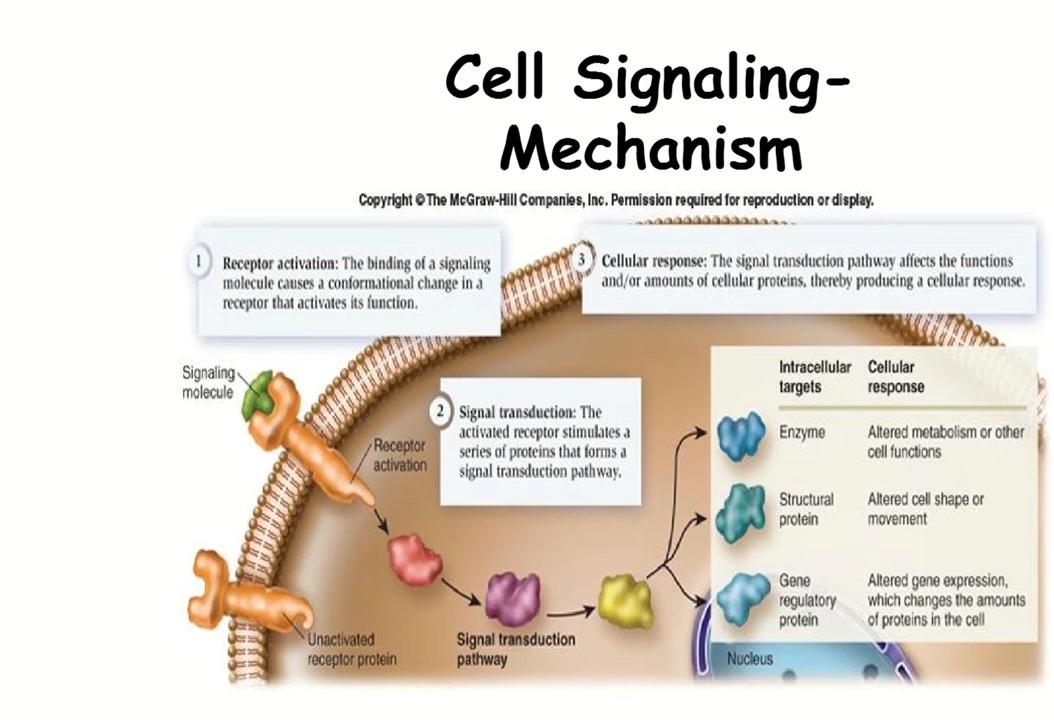 Cell Signaling-
Mechanism
Copyright © The McGraw-Hill Companies, Inc. Permission required for reproduction or display.
1
Receptor activation: The binding of a signaling
molecule causes a conformational change in a
receptor that activates its function.
3
Cellular response: The signal transduction pathway affects the functions
and/or amounts of cellular proteins, thereby producing a cellular response.
Signaling
molecule
Receptor
activation
2
Signal transduction: The
activated receptor stimulates a
series of proteins that forms a
signal transduction pathway.
Intracellular
targets
Cellular
response
Enzyme
Altered metabolism or other
cell functions
Structural
protein
Altered cell shape or
movement
Gene
regulatory
protein
Altered gene expression,
which changes the amounts
of proteins in the cell
Unactivated
receptor protein
Signal transduction
pathway
Nucleus